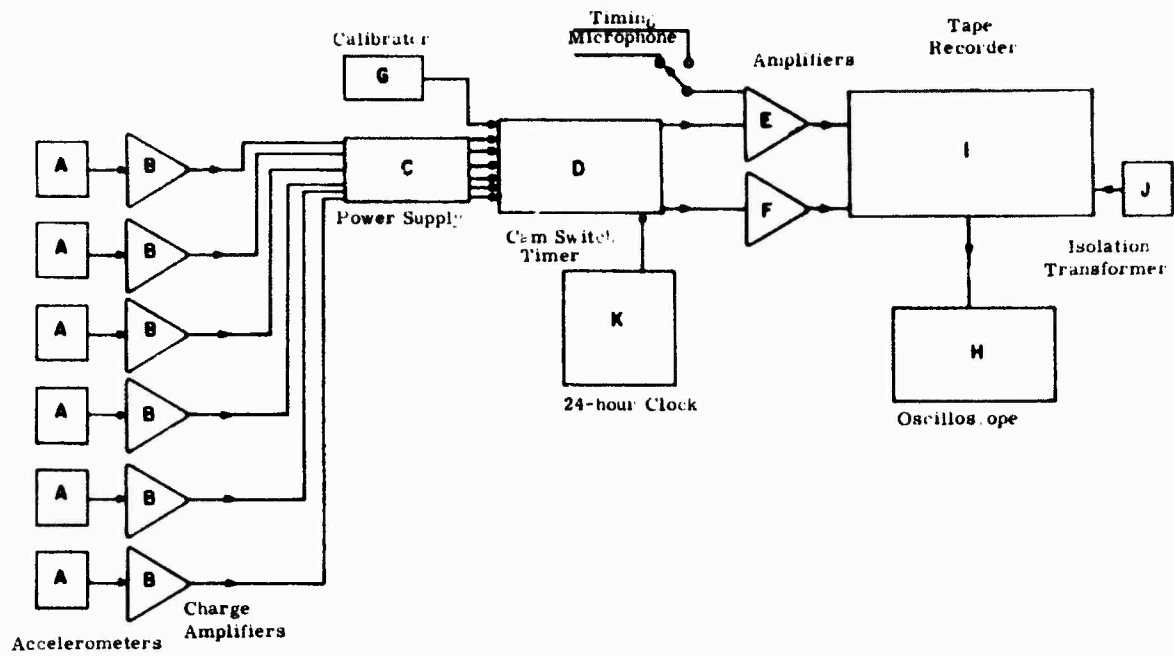 Timing
Microphone
Tape
Recorder
Calibrator
Amplifiers
G
E
I
A
B
C
D
J
F
Power Supply
Cam Switch
Timer
Isolation
Transformer
A
B
A
B
K
H
24-hour Clock
A
B
Oscilloscope
A
B
A
B
Charge
Amplifiers
Accelerometers